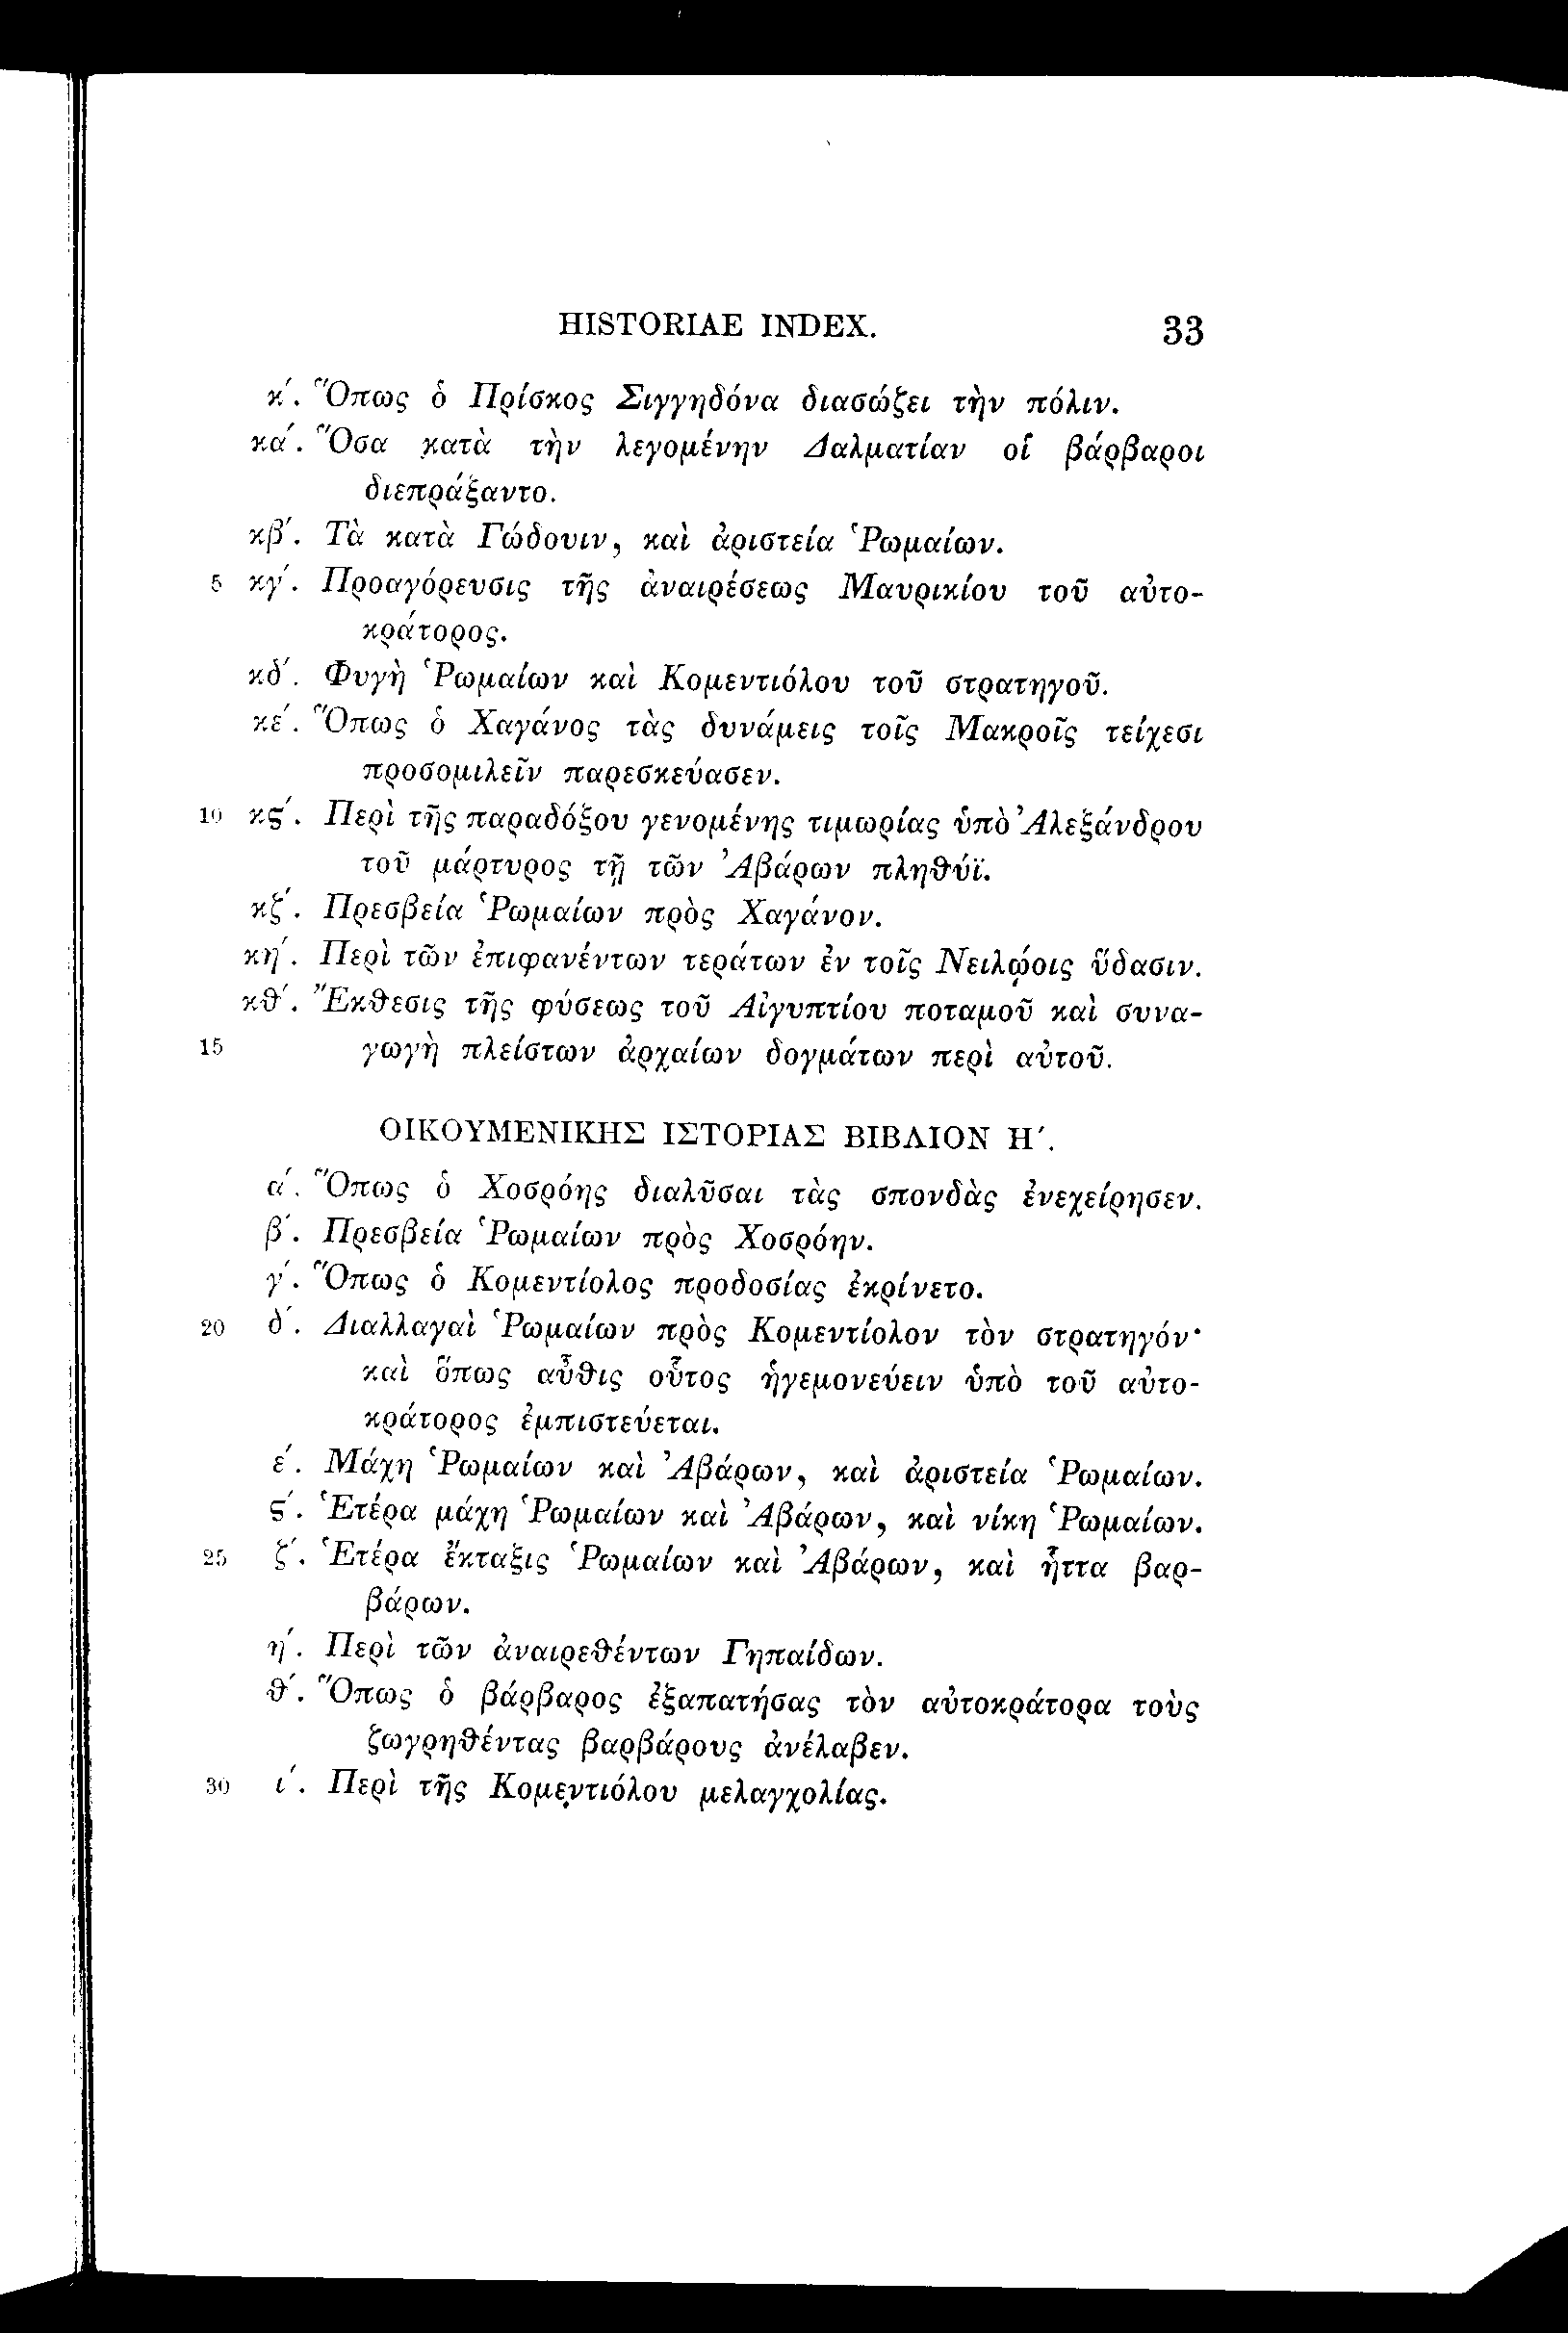 HISTORIAE INDEX. 33
κ΄. Ὅπως ὁ Πρίσκος Σιγγηδόνα διασώζει τὴν πόλιν.
κα΄. Ὅσα κατὰ τὴν λεγομένην Δαλματίαν οἱ βάρβαροι
διεπράξαντο.
κβ΄. Τὰ κατὰ Γώδουιν, καὶ ἀριστεία Ῥωμαίων.
5 κγ΄. Προαγόρευσις τῆς ἀναιρέσεως Μαυρικίου τοῦ αὐτο-
κράτορος.
κδ΄. Φυγὴ Ῥωμαίων καὶ Κομεντιόλου τοῦ στρατηγοῦ.
κε΄. Ὅπως ὁ Χαγάνος τὰς δυνάμεις τοῖς Μακροῖς τείχεσι
προσομιλεῖν παρεσκεύασεν.
10 κϛ΄. Περὶ τῆς παραδόξου γενομένης τιμωρίας ὑπὸ Ἀλεξάνδρου
τοῦ μάρτυρος τῇ τῶν Ἀβάρων πληθύϊ.
κζ΄. Πρεσβεία Ῥωμαίων πρὸς Χαγάνον.
κη΄. Περὶ τῶν ἐπιφανέντων τεράτων ἐν τοῖς Νειλῴοις ὕδασιν.
κθ΄. Ἔκθεσις τῆς φύσεως τοῦ Αἰγυπτίου ποταμοῦ καὶ συνα-
15 γωγὴ πλείστων ἀρχαίων δογμάτων περὶ αὐτοῦ.
ΟΙΚΟΥΜΕΝΙΚΗΣ ΙΣΤΟΡΙΑΣ ΒΙΒΛΙΟΝ Η΄.
α΄. Ὅπως ὁ Χοσρόης διαλῦσαι τὰς σπονδὰς ἐνεχείρησεν.
β΄. Πρεσβεία Ῥωμαίων πρὸς Χοσρόην.
γ΄. Ὅπως ὁ Κομεντίολος προδοσίας ἐκρίνετο.
20 δ΄. Διαλλαγαὶ Ῥωμαίων πρὸς Κομεντίολον τὸν στρατηγόν·
καὶ ὅπως αὖθις οὗτος ἡγεμονεύειν ὑπὸ τοῦ αὐτο-
κράτορος ἐμπιστεύεται.
ε΄. Μάχη Ῥωμαίων καὶ Ἀβάρων, καὶ ἀριστεία Ῥωμαίων.
ϛ΄. Ἑτέρα μάχη Ῥωμαίων καὶ Ἀβάρων, καὶ νίκη Ῥωμαίων.
25 ζ΄. Ἑτέρα ἔκταξις Ῥωμαίων καὶ Ἀβάρων, καὶ ἧττα βαρ-
βάρων.
η΄. Περὶ τῶν ἀναιρεθέντων Γηπαίδων.
θ΄. Ὅπως ὁ βάρβαρος ἐξαπατήσας τὸν αὐτοκράτορα τοὺς
ζωγρηθέντας βαρβάρους ἀνέλαβεν.
30 ι΄. Περὶ τῆς Κομεντιόλου μελαγχολίας.